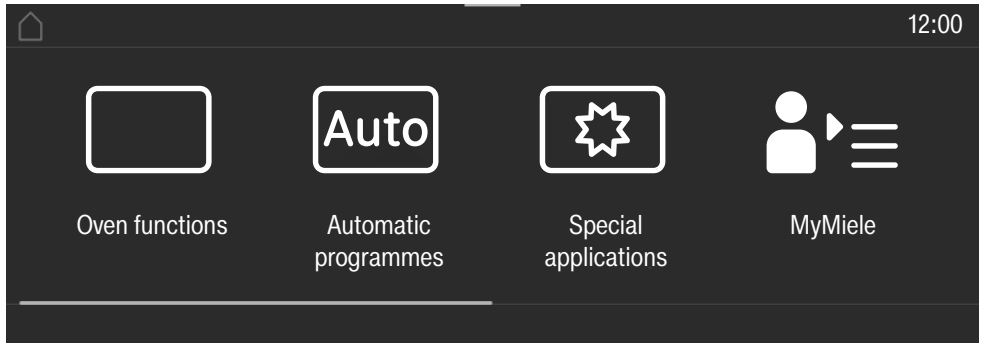 12:00
Auto
Oven functions
Automatic
programmes
Special
applications
MyMiele